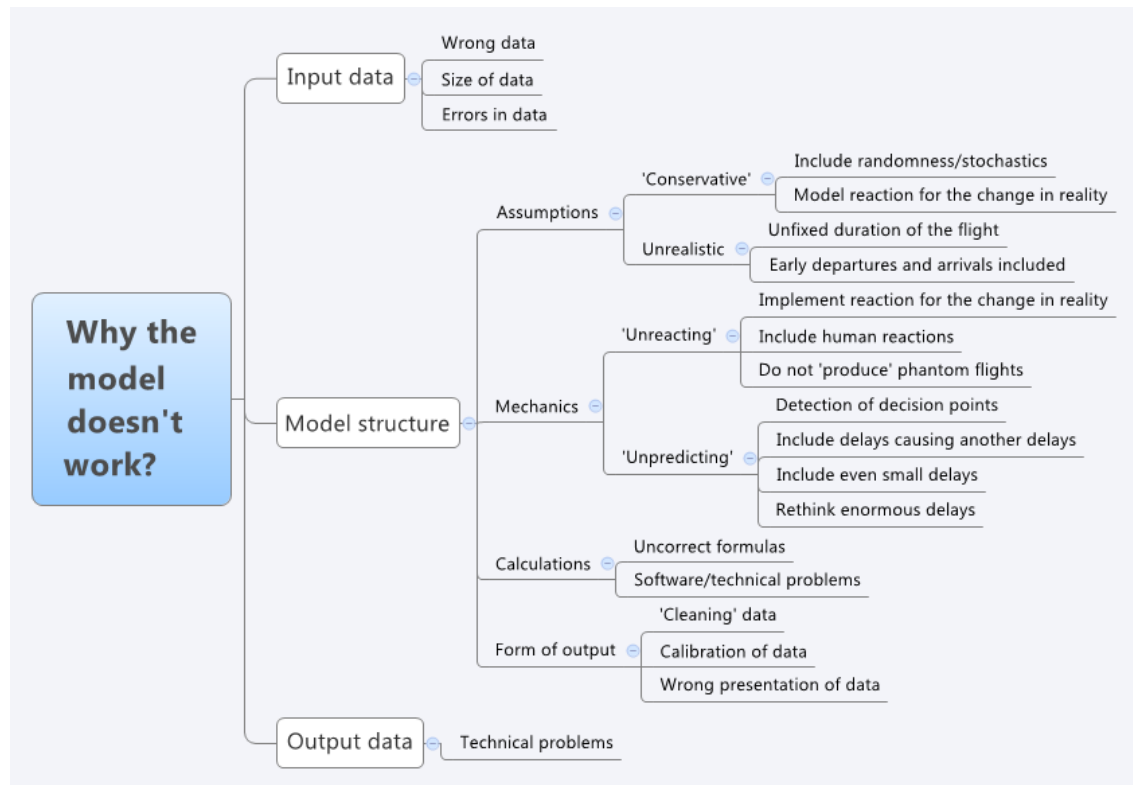 Why the
model
doesn't
work?
Input data
Wrong data
Size of data
Errors in data
Model structure
Assumptions
'Conservative'
Include randomness/stochastics
Model reaction for the change in reality
Unrealistic
Unfixed duration of the flight
Early departures and arrivals included
Mechanics
'Unreacting'
Implement reaction for the change in reality
Include human reactions
Do not 'produce' phantom flights
'Unpredicting'
Detection of decision points
Include delays causing another delays
Include even small delays
Rethink enormous delays
Calculations
Uncorrect formulas
Software/technical problems
Form of output
'Cleaning' data
Calibration of data
Wrong presentation of data
Output data
Technical problems